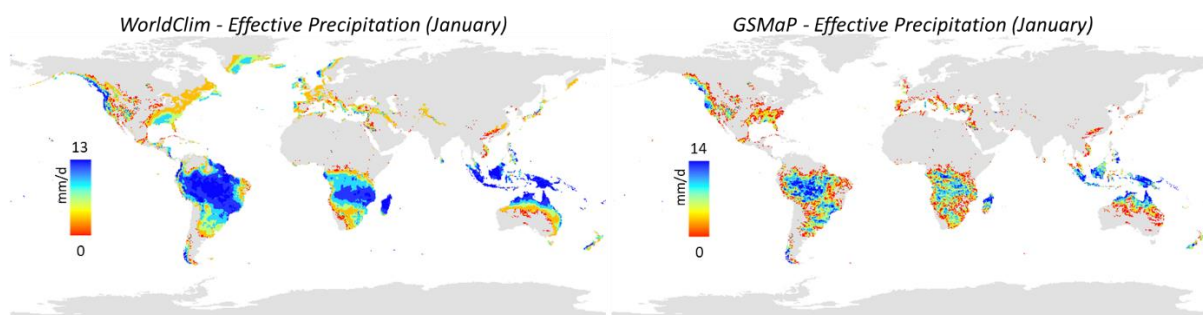 WorldClim - Effective Precipitation (January)
13
mm/d
0
GSMaP - Effective Precipitation (January)
14
mm/d
0